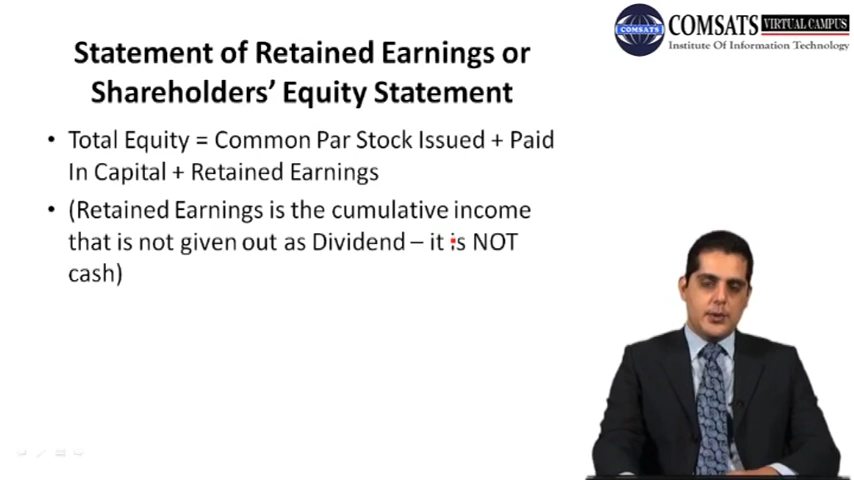 COMSATS VIRTUAL CAMPUS
COMSATS
Institute Of Information Technology
Statement of Retained Earnings or
Shareholders' Equity Statement
• Total Equity = Common Par Stock Issued + Paid
In Capital + Retained Earnings
• (Retained Earnings is the cumulative income
that is not given out as Dividend – it is NOT
cash)